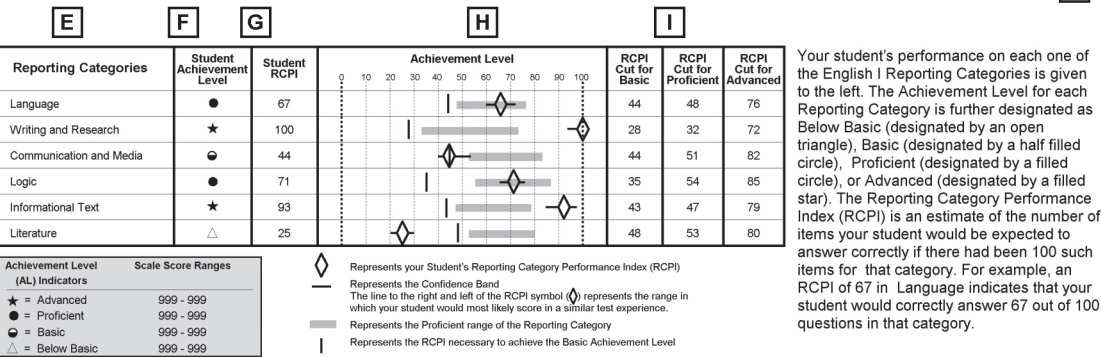 E F G H I
Reporting Categories
Student Achievement Level
Student RCPI
Achievement Level
0 10 20 30 40 50 60 70 80 90 100
RCPI Cut for Basic
RCPI Cut for Proficient
RCPI Cut for Advanced
Language 67 44 48 76
Writing and Research 100 28 32 72
Communication and Media 44 44 51 82
Logic 71 35 54 85
Informational Text 93 43 47 79
Literature 25 48 53 80
Achievement Level (AL) Indicators
Scale Score Ranges
★ = Advanced 999 - 999
● = Proficient 999 - 999
◒ = Basic 999 - 999
△ = Below Basic 999 - 999
Represents your Student's Reporting Category Performance Index (RCPI)
Represents the Confidence Band
The line to the right and left of the RCPI symbol (◊) represents the range in
which your student would most likely score in a similar test experience.
Represents the Proficient range of the Reporting Category
Represents the RCPI necessary to achieve the Basic Achievement Level
Your student's performance on each one of
the English I Reporting Categories is given
to the left. The Achievement Level for each
Reporting Category is further designated as
Below Basic (designated by an open
triangle), Basic (designated by a half filled
circle), Proficient (designated by a filled
circle), or Advanced (designated by a filled
star). The Reporting Category Performance
Index (RCPI) is an estimate of the number of
items your student would be expected to
answer correctly if there had been 100 such
items for that category. For example, an
RCPI of 67 in Language indicates that your
student would correctly answer 67 out of 100
questions in that category.